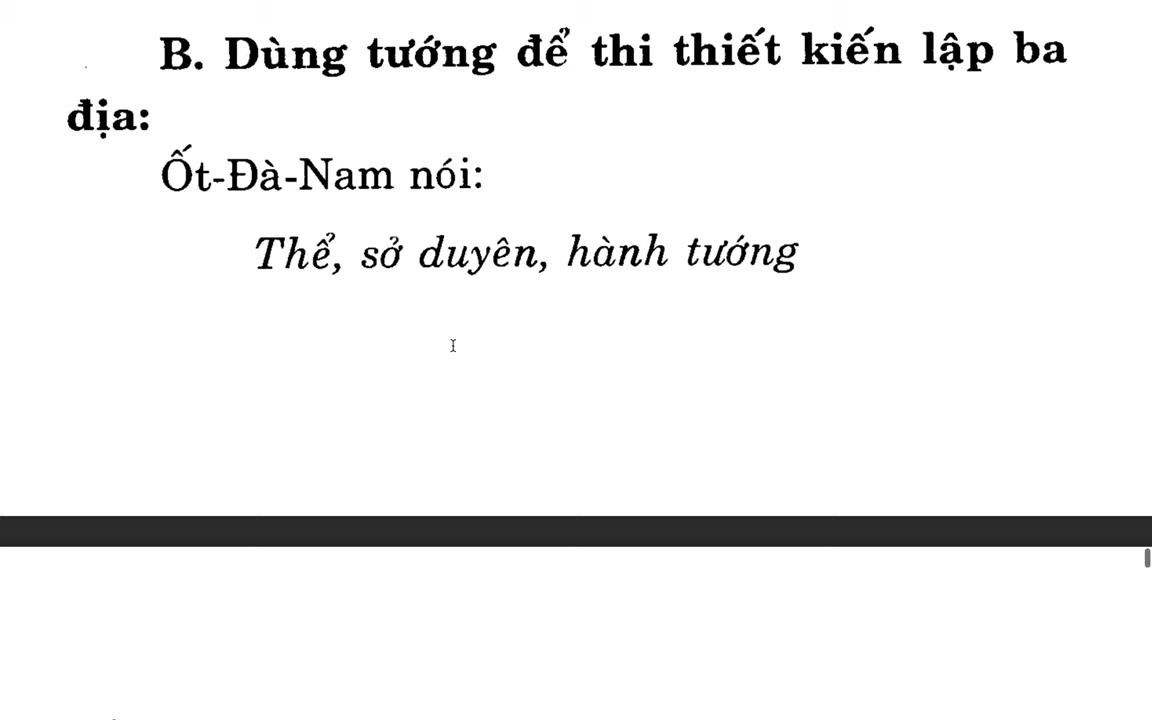 B. Dùng tướng để thi thiết kiến lập ba
địa:
Ốt-Đà-Nam nói:
Thể, sở duyên, hành tướng